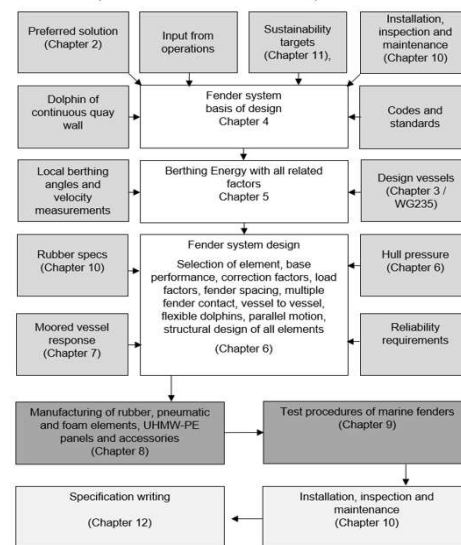 Preferred solution
(Chapter 2)
Input from
operations
Sustainability
targets
(Chapter 11),
Installation,
inspection and
maintenance
(Chapter 10)
Dolphin of
continuous quay
wall
Fender system
basis of design
Chapter 4
Codes and
standards
Local berthing
angles and
velocity
measurements
Berthing Energy with all related
factors
Chapter 5
Design vessels
(Chapter 3 /
WG235)
Rubber specs
(Chapter 10)
Fender system design
Selection of element, base
performance, correction factors, load
factors, fender spacing, multiple
fender contact, vessel to vessel,
flexible dolphins, parallel motion,
structural design of all elements
(Chapter 6)
Hull pressure
(Chapter 6)
Moored vessel
response
(Chapter 7)
Reliability
requirements
Manufacturing of rubber, pneumatic
and foam elements, UHMW-PE
panels and accessories
(Chapter 8)
Test procedures of marine fenders
(Chapter 9)
Specification writing
(Chapter 12)
Installation, inspection and
maintenance
(Chapter 10)